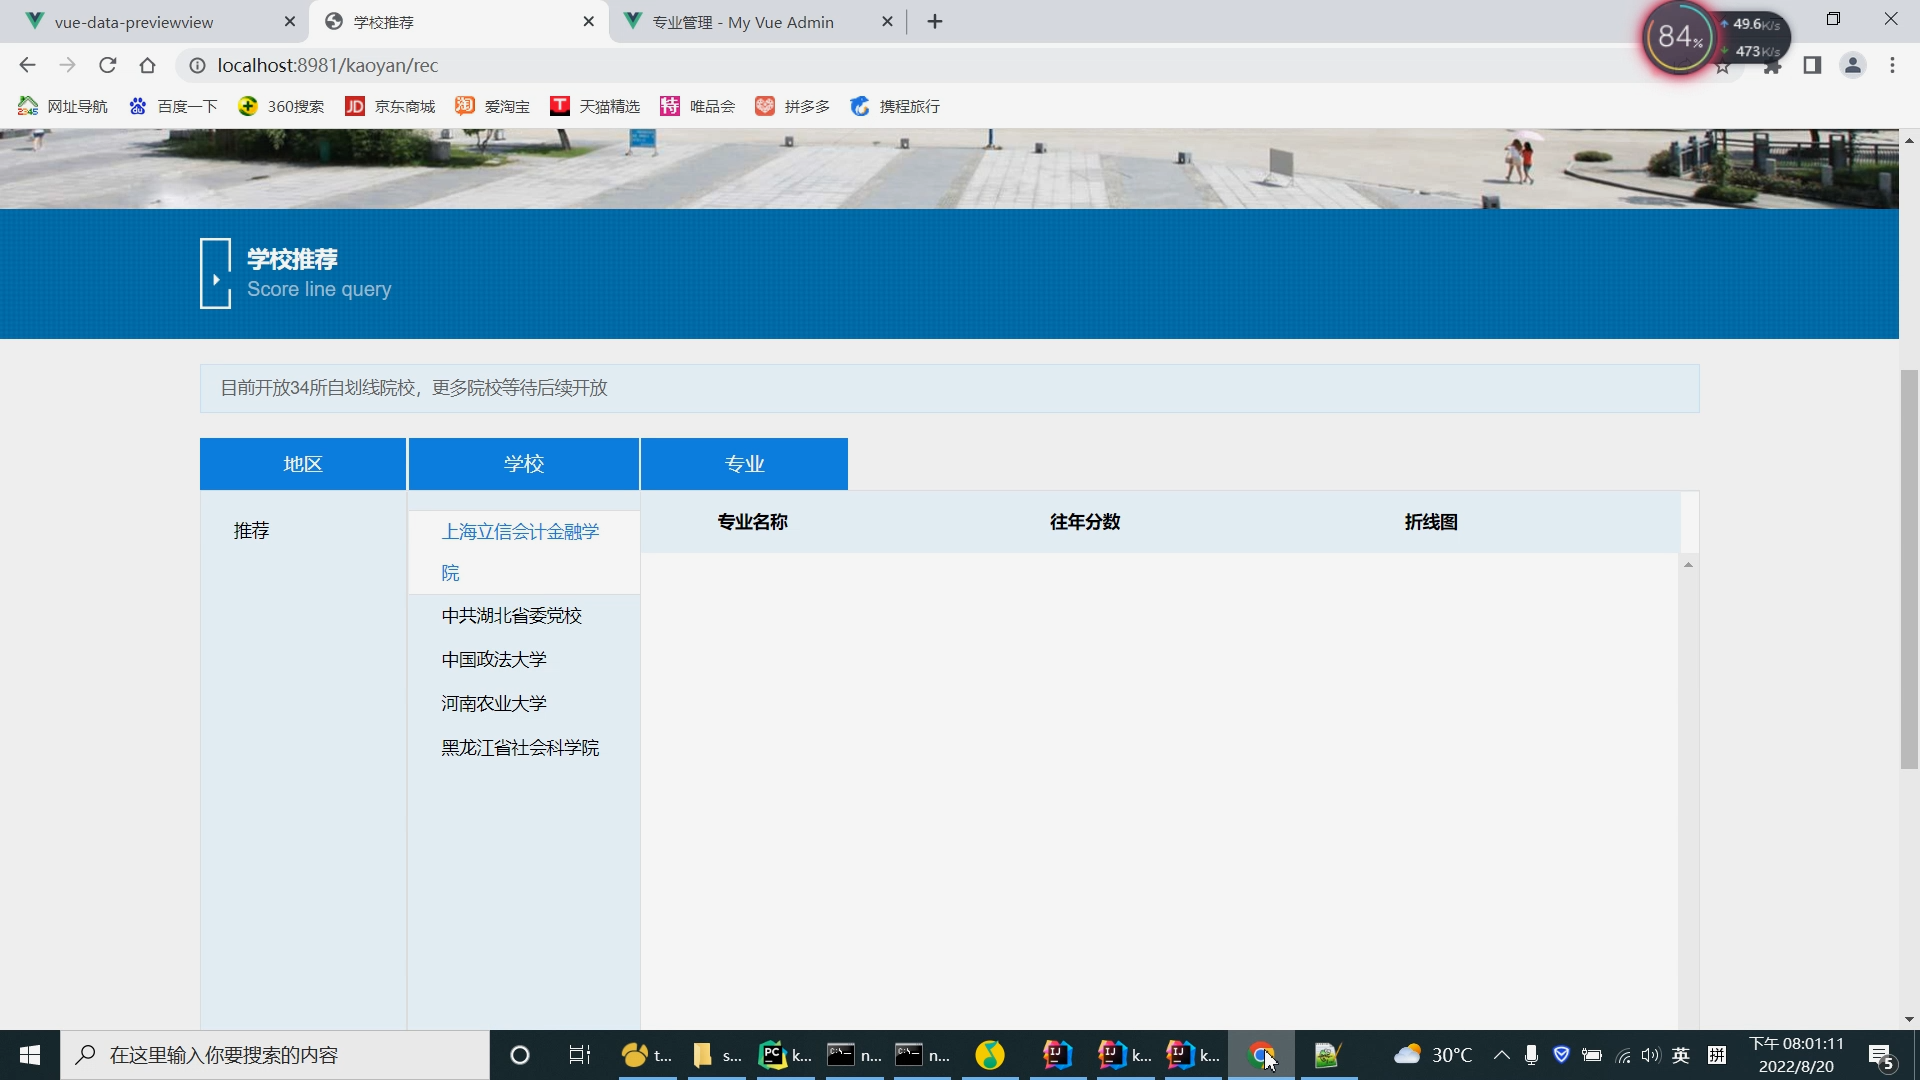 vue-data-previewview
学校推荐
专业管理 - My Vue Admin
84%
49.6K/s
473K/s
localhost:8981/kaoyan/rec
网址导航
百度一下
360搜索
京东商城
爱淘宝
天猫精选
唯品会
拼多多
携程旅行
学校推荐
Score line query
目前开放34所自划线院校，更多院校等待后续开放
地区
学校
专业
推荐
上海立信会计金融学
院
中共湖北省委党校
中国政法大学
河南农业大学
黑龙江省社会科学院
专业名称
往年分数
折线图
在这里输入你要搜索的内容
t...
s...
k...
n...
n...
k...
k...
30°C
英
拼
下午 08:01:11
2022/8/20
5